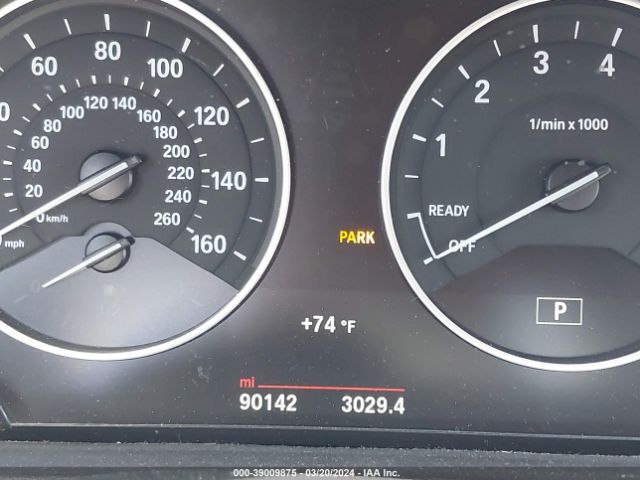 60 80 100 120 140 160
20 40 60 80 100 120 140 160 180 200 220 240 260
km/h
mph
1 2 3 4
1/min x 1000
READY
OFF
PARK
P
+74 °F
mi
90142 3029.4
000-39009875 - 03/20/2024 - IAA Inc.